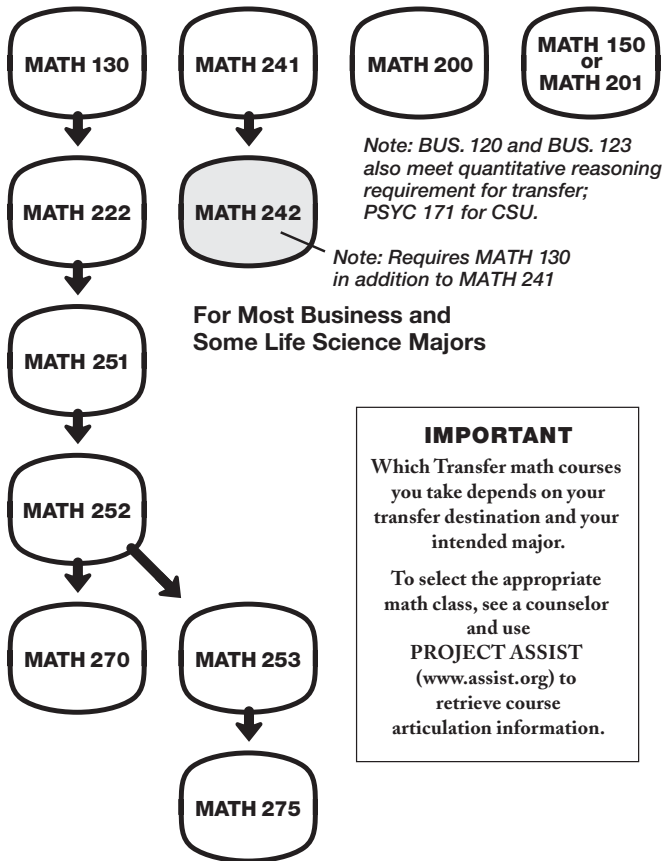 MATH 130
MATH 241
MATH 200
MATH 150
or
MATH 201
Note: BUS. 120 and BUS. 123
also meet quantitative reasoning
requirement for transfer;
PSYC 171 for CSU.
MATH 222
MATH 242
Note: Requires MATH 130
in addition to MATH 241
For Most Business and
Some Life Science Majors
MATH 251
MATH 252
MATH 270
MATH 253
MATH 275
IMPORTANT
Which Transfer math courses
you take depends on your
transfer destination and your
intended major.
To select the appropriate
math class, see a counselor
and use
PROJECT ASSIST
(www.assist.org) to
retrieve course
articulation information.